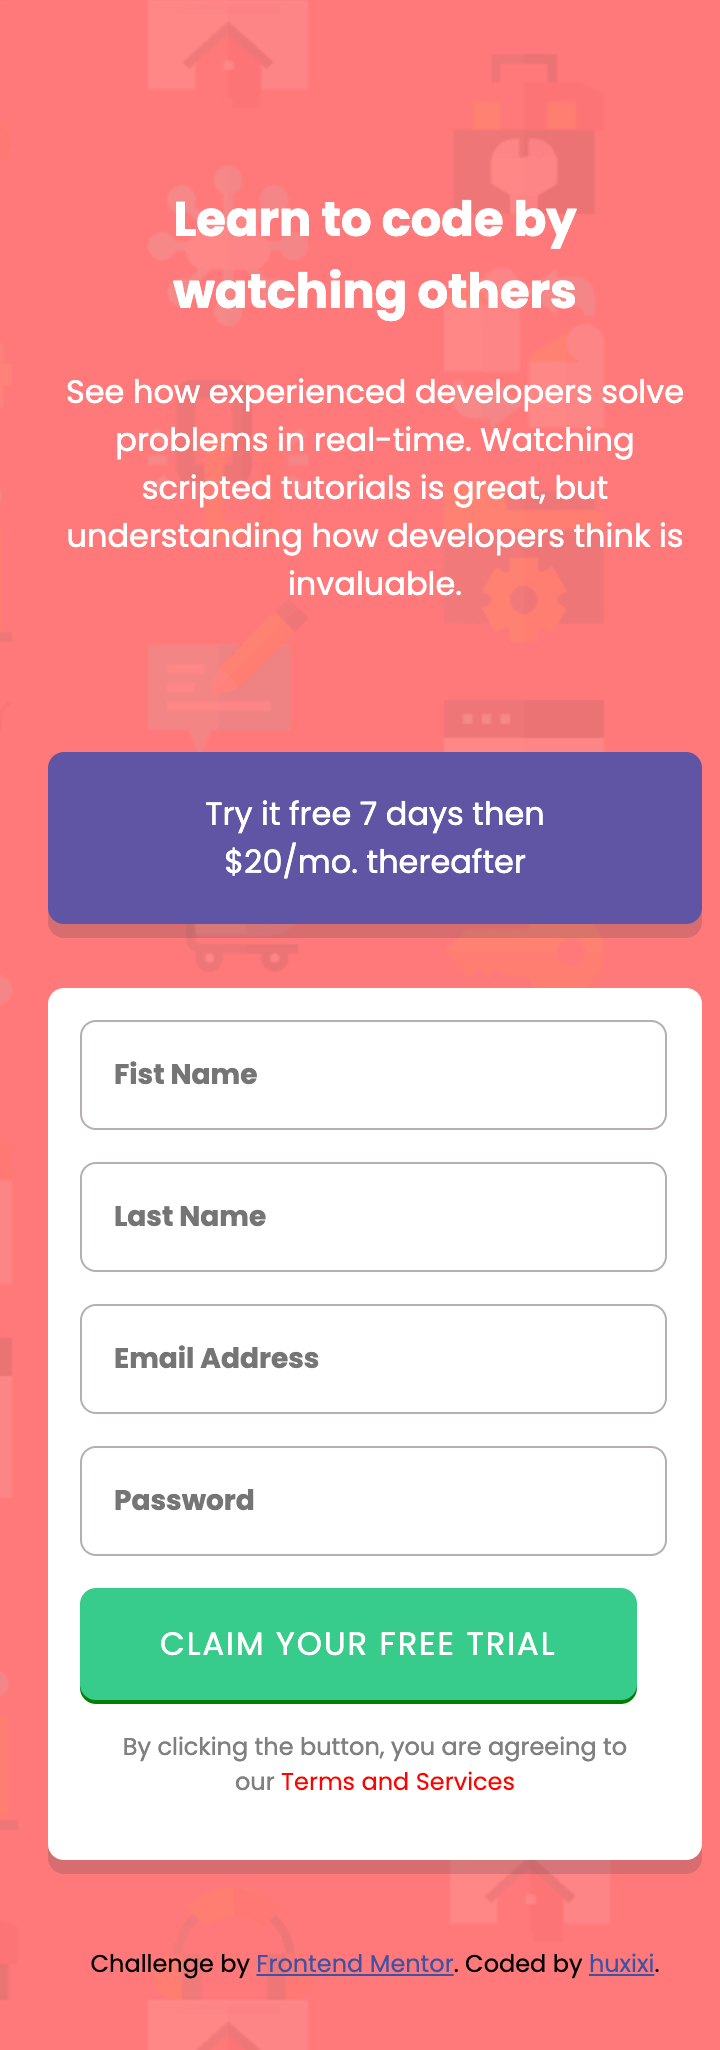 Learn to code by
watching others
See how experienced developers solve
problems in real-time. Watching
scripted tutorials is great, but
understanding how developers think is
invaluable.
Try it free 7 days then
$20/mo. thereafter
Fist Name
Last Name
Email Address
Password
CLAIM YOUR FREE TRIAL
By clicking the button, you are agreeing to
our Terms and Services
Challenge by Frontend Mentor. Coded by huxixi.